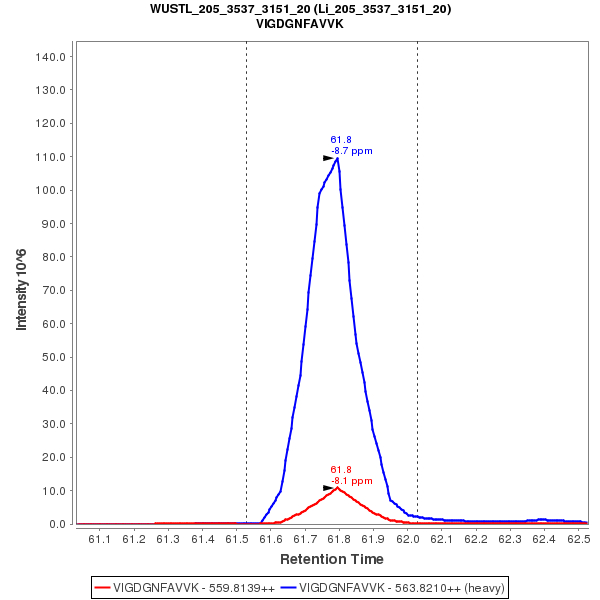 WUSTL_205_3537_3151_20 (Li_205_3537_3151_20)
VIGDGNFAVVK
140.0
130.0
120.0
110.0
100.0
90.0
80.0
70.0
60.0
50.0
40.0
30.0
20.0
10.0
0.0
Intensity 10^6
61.8
-8.7 ppm
61.8
-8.1 ppm
61.1 61.2 61.3 61.4 61.5 61.6 61.7 61.8 61.9 62.0 62.1 62.2 62.3 62.4 62.5
Retention Time
VIGDGNFAVVK - 559.8139++ VIGDGNFAVVK - 563.8210++ (heavy)